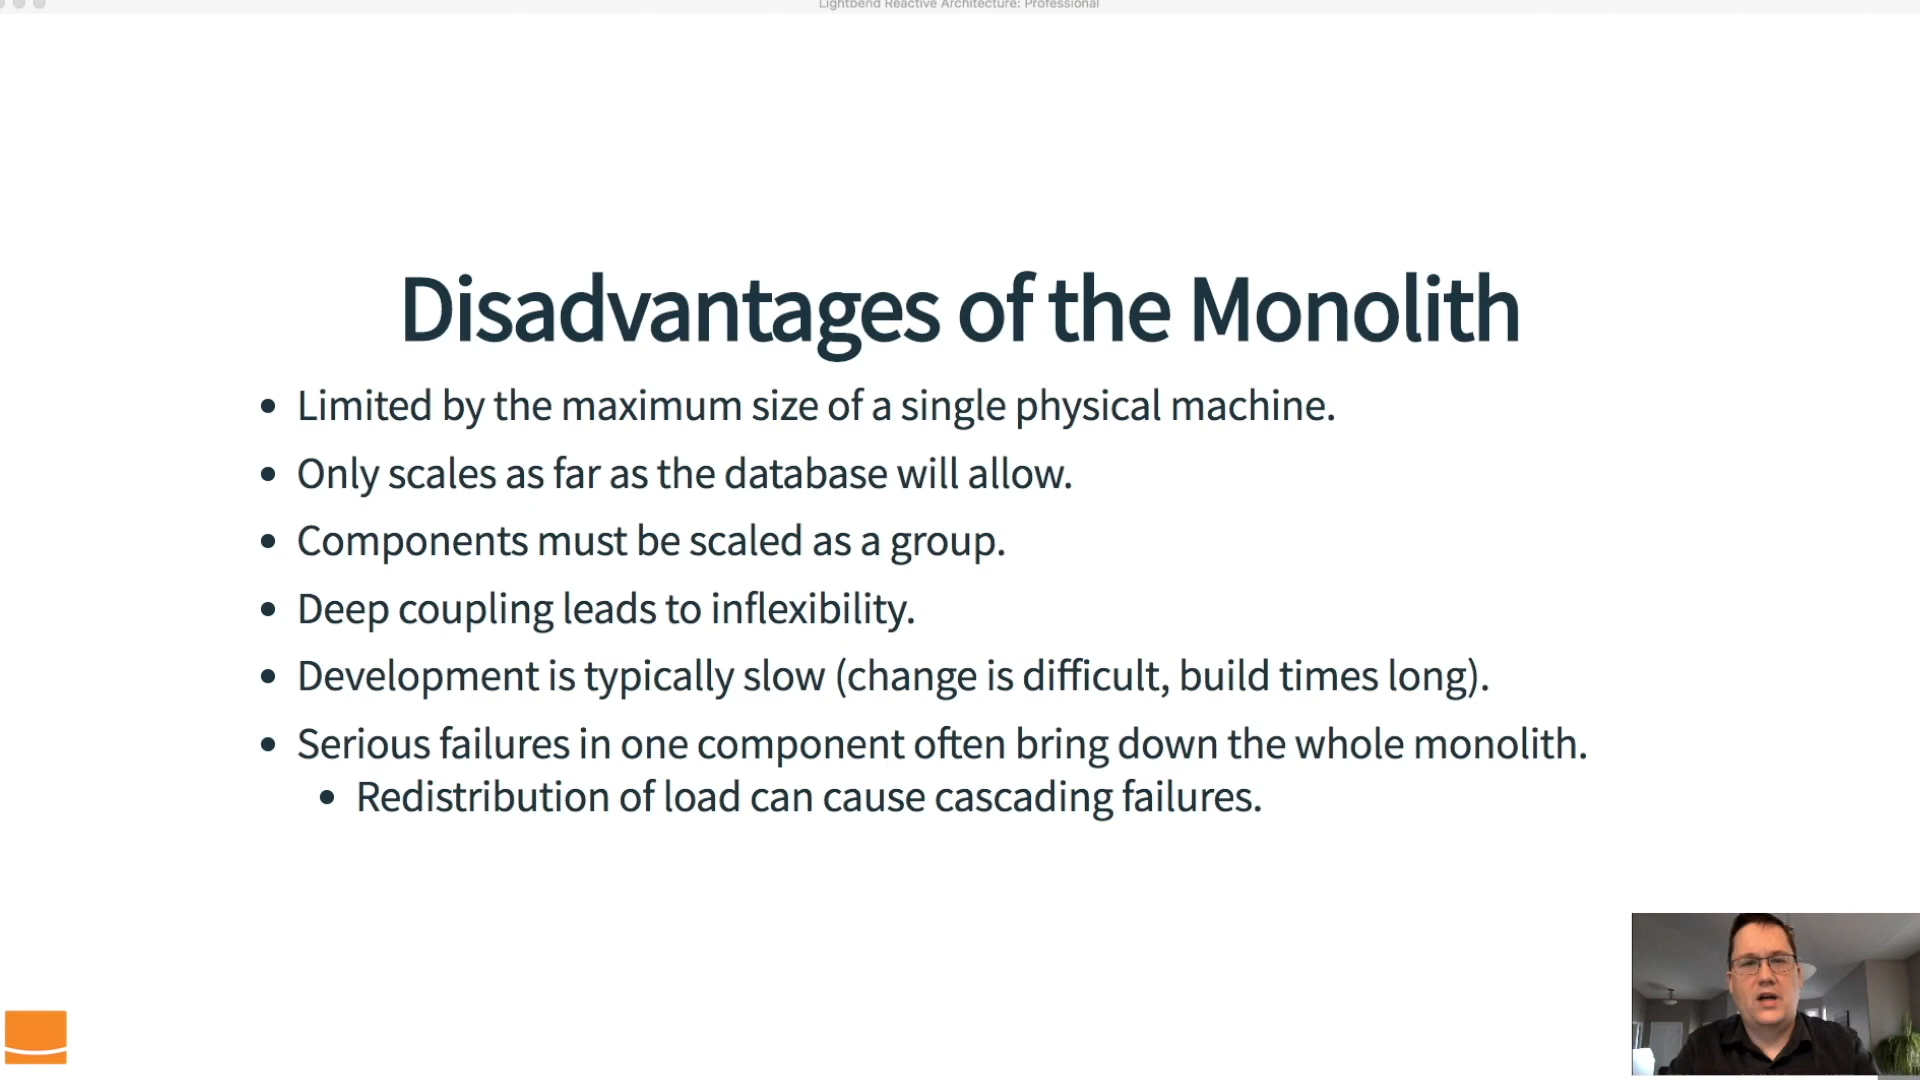 Lightbend Reactive Architecture: Professional
Disadvantages of the Monolith
• Limited by the maximum size of a single physical machine.
• Only scales as far as the database will allow.
• Components must be scaled as a group.
• Deep coupling leads to inflexibility.
• Development is typically slow (change is difficult, build times long).
• Serious failures in one component often bring down the whole monolith.
• Redistribution of load can cause cascading failures.